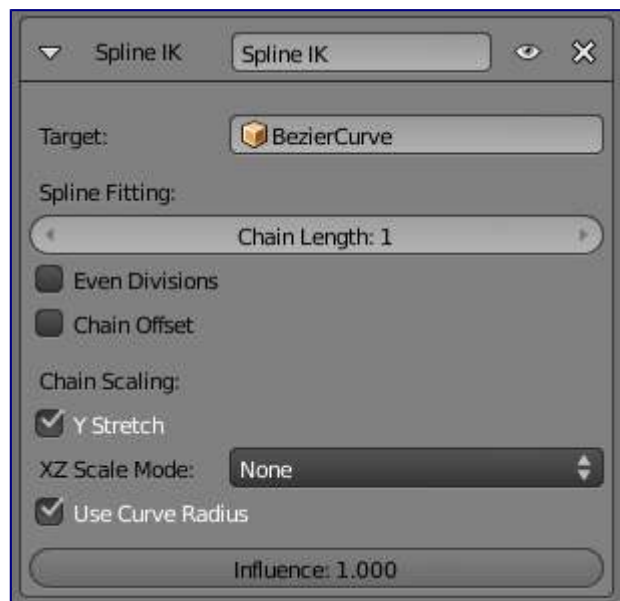 Spline IK Spline IK
Target: BezierCurve
Spline Fitting:
Chain Length: 1
Even Divisions
Chain Offset
Chain Scaling:
Y Stretch
XZ Scale Mode: None
Use Curve Radius
Influence: 1.000